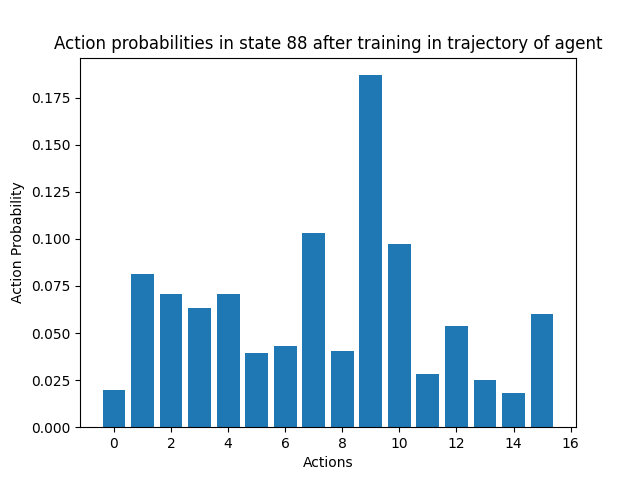 Action probabilities in state 88 after training in trajectory of agent
0.175
0.150
0.125
0.100
0.075
0.050
0.025
0.000
Action Probability
0 2 4 6 8 10 12 14 16
Actions